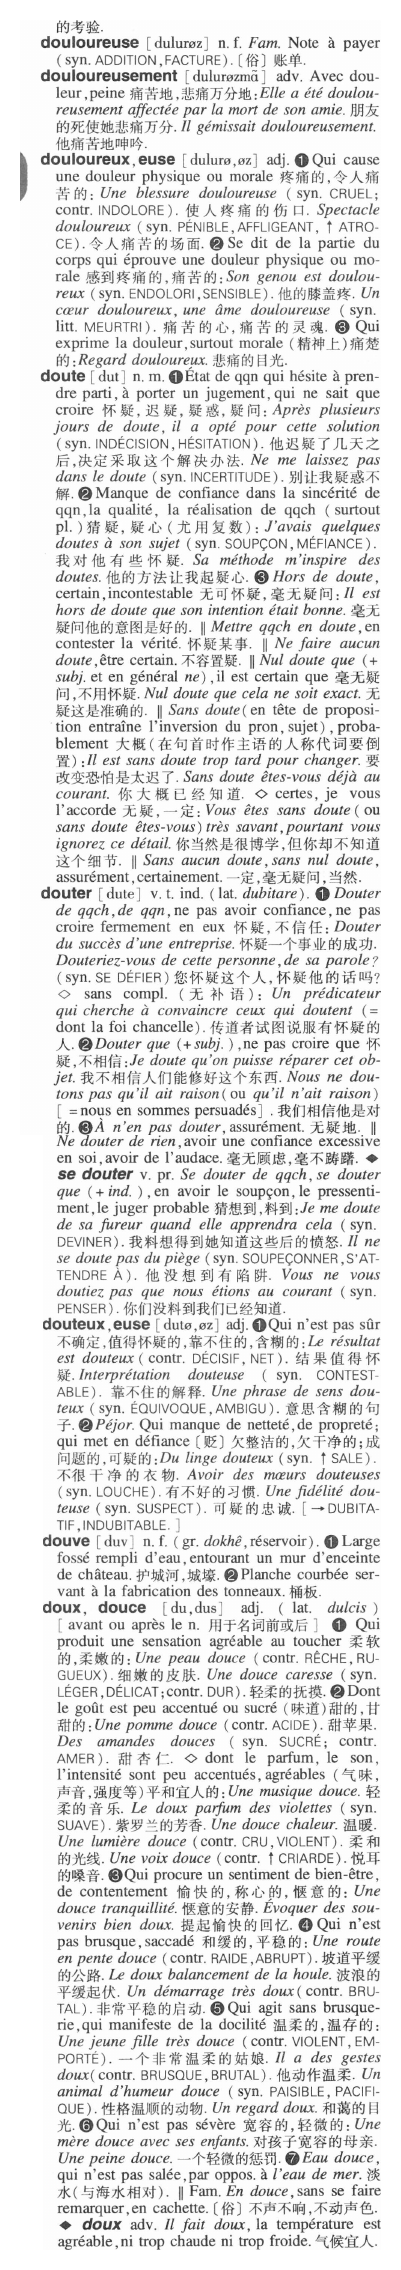 的考验.
douloureuse [dulurøz] n. f. Fam. Note à payer
(syn. ADDITION, FACTURE). [俗] 账单.
douloureusement [dulurøzmɑ̃] adv. Avec dou-
leur, peine 痛苦地, 悲痛万分地: Elle a été doulou-
reusement affectée par la mort de son amie. 朋友
的死使她悲痛万分. Il gémissait douloureusement.
他痛苦地呻吟.
douloureux, euse [dulurø, øz] adj. ❶ Qui cause
une douleur physique ou morale 疼痛的, 令人痛
苦的: Une blessure douloureuse (syn. CRUEL;
contr. INDOLORE). 使人疼痛的伤口. Spectacle
douloureux (syn. PÉNIBLE, AFFLIGEANT, ↑ ATRO-
CE). 令人痛苦的场面. ❷ Se dit de la partie du
corps qui éprouve une douleur physique ou mo-
rale 感到疼痛的, 痛苦的: Son genou est doulou-
reux (syn. ENDOLORI, SENSIBLE). 他的膝盖疼. Un
cœur douloureux, une âme douloureuse (syn.
litt. MEURTRI). 痛苦的心, 痛苦的灵魂. ❸ Qui
exprime la douleur, surtout morale (精神上)痛楚
的: Regard douloureux. 悲痛的目光.
doute [dut] n. m. ❶ État de qqn qui hésite à pren-
dre parti, à porter un jugement, qui ne sait que
croire 怀疑, 迟疑, 疑惑, 疑问: Après plusieurs
jours de doute, il a opté pour cette solution
(syn. INDÉCISION, HÉSITATION). 他迟疑了几天之
后, 决定采取这个解决办法. Ne me laissez pas
dans le doute (syn. INCERTITUDE). 别让我疑惑不
解. ❷ Manque de confiance dans la sincérité de
qqn, la qualité, la réalisation de qqch (surtout
pl.) 猜疑, 疑心 (尤用复数): J'avais quelques
doutes à son sujet (syn. SOUPÇON, MÉFIANCE).
我对他有些怀疑. Sa méthode m'inspire des
doutes. 他的方法让我起疑心. ❸ Hors de doute,
certain, incontestable 无可怀疑, 毫无疑问: Il est
hors de doute que son intention était bonne. 毫无
疑问他的意图是好的. ‖ Mettre qqch en doute, en
contester la vérité. 怀疑某事. ‖ Ne faire aucun
doute, être certain. 不容置疑. ‖ Nul doute que (+
subj. et en général ne), il est certain que 毫无疑
问, 不用怀疑. Nul doute que cela ne soit exact. 无
疑这是准确的. ‖ Sans doute (en tête de proposi-
tion entraîne l'inversion du pron, sujet), proba-
blement 大概 (在句首时作主语的人称代词要倒
置): Il est sans doute trop tard pour changer. 要
改变恐怕是太迟了. Sans doute êtes-vous déjà au
courant. 你大概已经知道. ◇ certes, je vous
l'accorde 无疑, 一定: Vous êtes sans doute (ou
sans doute êtes-vous) très savant, pourtant vous
ignorez ce détail. 你当然是很博学, 但你却不知道
这个细节. ‖ Sans aucun doute, sans nul doute,
assurément, certainement. 一定, 毫无疑问, 当然.
douter [dute] v. t. ind. (lat. dubitare). ❶ Douter
de qqch, de qqn, ne pas avoir confiance, ne pas
croire fermement en eux 怀疑, 不信任: Douter
du succès d'une entreprise. 怀疑一个事业的成功.
Douteriez-vous de cette personne, de sa parole?
(syn. SE DÉFIER) 您怀疑这个人, 怀疑他的话吗?
◇ sans compl. (无补语): Un prédicateur
qui cherche à convaincre ceux qui doutent (=
dont la foi chancelle). 传道者试图说服有怀疑的
人. ❷ Douter que (+ subj.), ne pas croire que 怀
疑, 不相信: Je doute qu'on puisse réparer cet ob-
jet. 我不相信人们能修好这个东西. Nous ne dou-
tons pas qu'il ait raison (ou qu'il n'ait raison)
[=nous en sommes persuadés]. 我们相信他是对
的. ❸ À n'en pas douter, assurément. 无疑地. ‖
Ne douter de rien, avoir une confiance excessive
en soi, avoir de l'audace. 毫无顾虑, 毫不踌躇. ◆
se douter v. pr. Se douter de qqch, se douter
que (+ ind.), en avoir le soupçon, le pressenti-
ment, le juger probable 猜想到, 料到: Je me doute
de sa fureur quand elle apprendra cela (syn.
DEVINER). 我料想得到她知道这些后的愤怒. Il ne
se doute pas du piège (syn. SOUPEÇONNER, S'AT-
TENDRE À). 他没想到有陷阱. Vous ne vous
doutiez pas que nous étions au courant (syn.
PENSER). 你们没料到我们已经知道.
douteux, euse [dutø, øz] adj. ❶ Qui n'est pas sûr
不确定, 值得怀疑的, 靠不住的, 含糊的: Le résultat
est douteux (contr. DÉCISIF, NET). 结果值得怀
疑. Interprétation douteuse (syn. CONTEST-
ABLE). 靠不住的解释. Une phrase de sens dou-
teux (syn. ÉQUIVOQUE, AMBIGU). 意思含糊的句
子. ❷ Péjor. Qui manque de netteté, de propreté;
qui met en défiance [贬] 欠整洁的, 欠干净的; 成
问题的, 可疑的: Du linge douteux (syn. ↑ SALE).
不很干净的衣物. Avoir des mœurs douteuses
(syn. LOUCHE). 有不好的习惯. Une fidélité dou-
teuse (syn. SUSPECT). 可疑的忠诚. [→ DUBITA-
TIF, INDUBITABLE.]
douve [duv] n. f. (gr. dokhê, réservoir). ❶ Large
fossé rempli d'eau, entourant un mur d'enceinte
de château. 护城河, 城壕. ❷ Planche courbée ser-
vant à la fabrication des tonneaux. 桶板.
doux, douce [du, dus] adj. (lat. dulcis)
[avant ou après le n. 用于名词前或后] ❶ Qui
produit une sensation agréable au toucher 柔软
的, 柔嫩的: Une peau douce (contr. RÊCHE, RU-
GUEUX). 细嫩的皮肤. Une douce caresse (syn.
LÉGER, DÉLICAT; contr. DUR). 轻柔的抚摸. ❷ Dont
le goût est peu accentué ou sucré (味道)甜的, 甘
甜的: Une pomme douce (contr. ACIDE). 甜苹果.
Des amandes douces (syn. SUCRÉ; contr.
AMER). 甜杏仁. ◇ dont le parfum, le son,
l'intensité sont peu accentués, agréables (气味,
声音, 强度等)平和宜人的: Une musique douce. 轻
柔的音乐. Le doux parfum des violettes (syn.
SUAVE). 紫罗兰的芳香. Une douce chaleur. 温暖.
Une lumière douce (contr. CRU, VIOLENT). 柔和
的光线. Une voix douce (contr. ↑ CRIARDE). 悦耳
的嗓音. ❸ Qui procure un sentiment de bien-être,
de contentement 愉快的, 称心的, 惬意的: Une
douce tranquillité. 惬意的安静. Évoquer des sou-
venirs bien doux. 提起愉快的回忆. ❹ Qui n'est
pas brusque, saccadé 和缓的, 平稳的: Une route
en pente douce (contr. RAIDE, ABRUPT). 坡道平缓
的公路. Le doux balancement de la houle. 波浪的
平缓起伏. Un démarrage très doux (contr. BRU-
TAL). 非常平稳的启动. ❺ Qui agit sans brusque-
rie, qui manifeste de la docilité 温柔的, 温存的:
Une jeune fille très douce (contr. VIOLENT, EM-
PORTÉ). 一个非常温柔的姑娘. Il a des gestes
doux (contr. BRUSQUE, BRUTAL). 他动作温柔. Un
animal d'humeur douce (syn. PAISIBLE, PACIFI-
QUE). 性格温顺的动物. Un regard doux. 和蔼的目
光. ❻ Qui n'est pas sévère 宽容的, 轻微的: Une
mère douce avec ses enfants. 对孩子宽容的母亲.
Une peine douce. 一个轻微的惩罚. ❼ Eau douce,
qui n'est pas salée, par oppos. à l'eau de mer. 淡
水(与海水相对). ‖ Fam. En douce, sans se faire
remarquer, en cachette. [俗] 不声不响, 不动声色.
◆ doux adv. Il fait doux, la température est
agréable, ni trop chaude ni trop froide. 气候宜人.